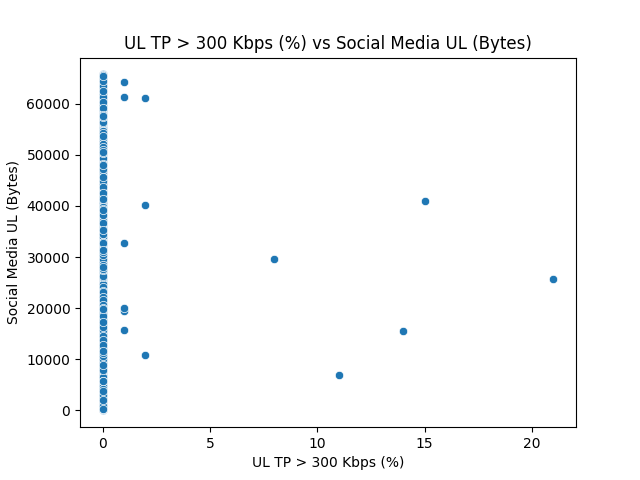 UL TP > 300 Kbps (%) vs Social Media UL (Bytes)
60000
50000
40000
30000
20000
10000
0
Social Media UL (Bytes)
0 5 10 15 20
UL TP > 300 Kbps (%)